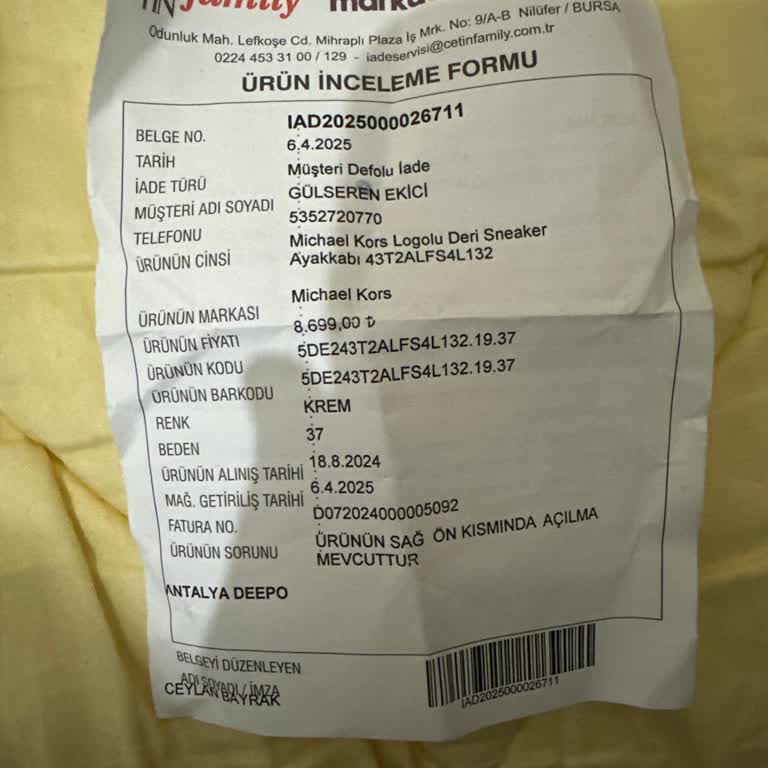 family
Odunluk Mah. Lefkoşe Cd. Mihraplı Plaza İş Mrk. No: 9/A-B Nilüfer / BURSA
0224 453 31 00 / 129 - iadeservisi@cetinfamily.com.tr
ÜRÜN İNCELEME FORMU
BELGE NO. IAD2025000026711
TARİH : 6.4.2025
İADE TÜRÜ : Müşteri Defolu İade
MÜŞTERİ ADI SOYADI : GÜLSEREN EKİCİ
TELEFONU : 5352720770
ÜRÜNÜN CİNSİ : Michael Kors Logolu Deri Sneaker
Ayakkabı 43T2ALFS4L132
ÜRÜNÜN MARKASI : Michael Kors
ÜRÜNÜN FİYATI : 8.699,00 ₺
ÜRÜNÜN KODU : 5DE243T2ALFS4L132.19.37
ÜRÜNÜN BARKODU : 5DE243T2ALFS4L132.19.37
RENK : KREM
BEDEN : 37
ÜRÜNÜN ALINIŞ TARİHİ : 18.8.2024
MAĞ. GETİRİLİŞ TARİHİ : 6.4.2025
FATURA NO. : D072024000005092
ÜRÜNÜN SORUNU : ÜRÜNÜN SAĞ ÖN KISMINDA AÇILMA
MEVCUTTUR
ANTALYA DEEPO
BELGEYİ DÜZENLEYEN
ADI SOYADI / İMZA
CEYLAN BAYRAK
IAD2025000026711